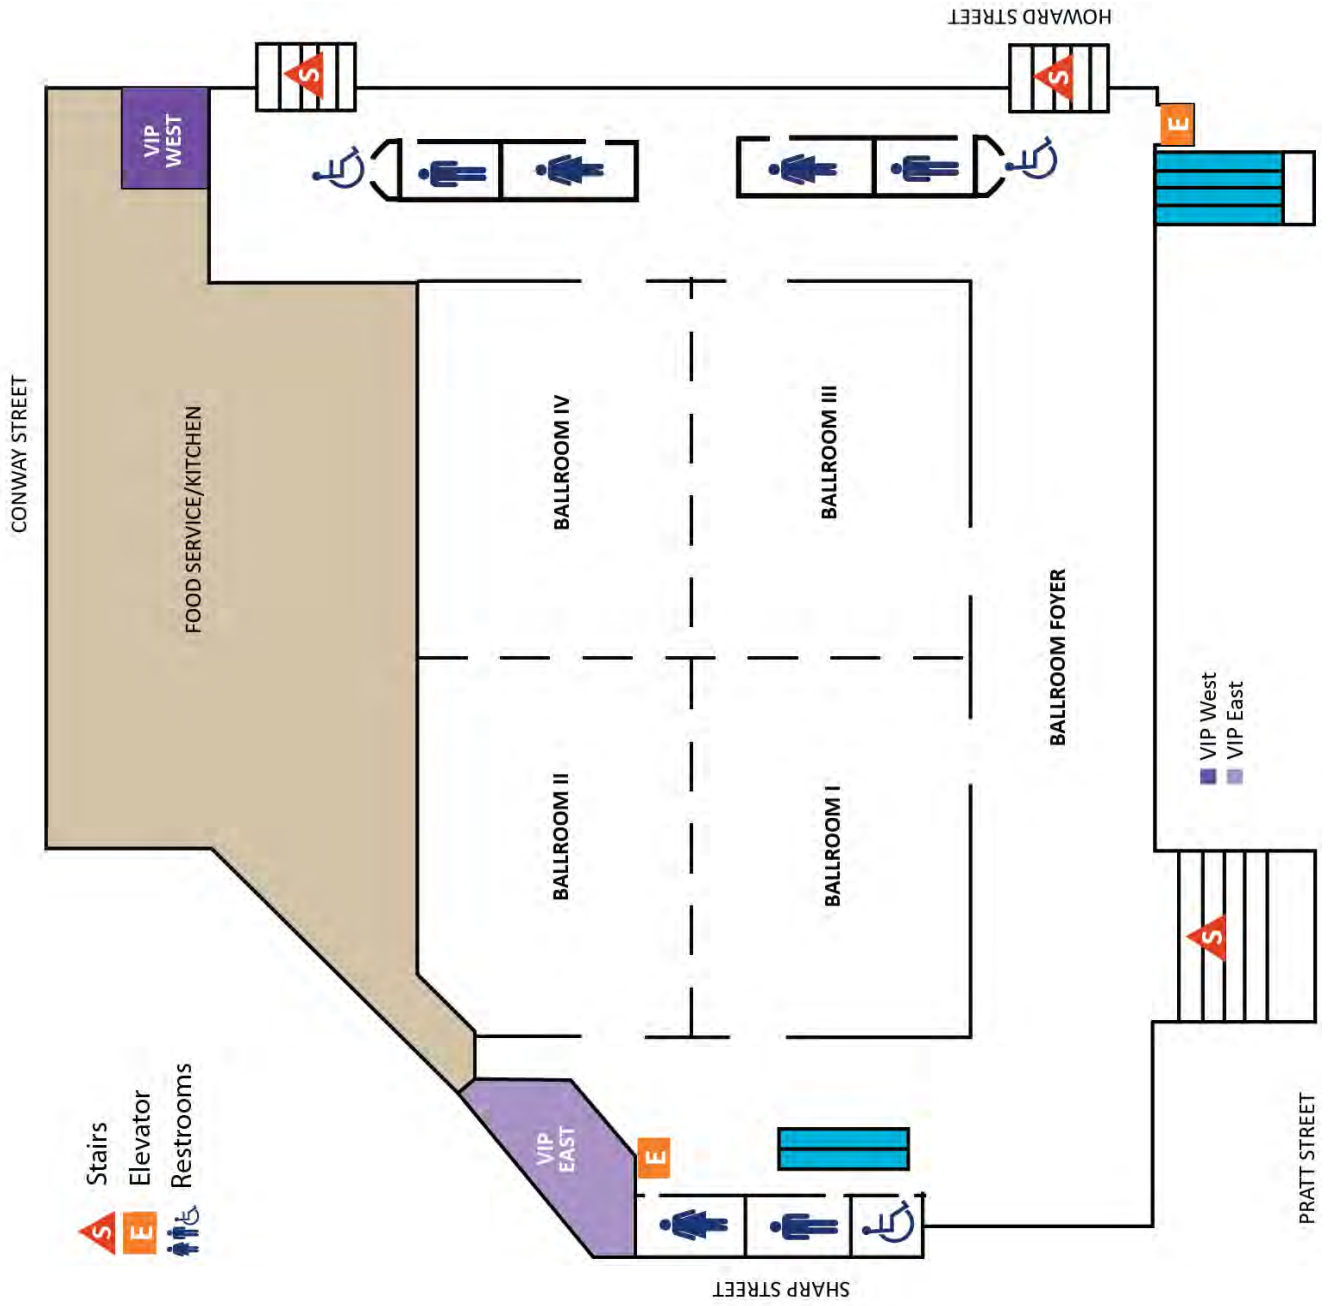 HOWARD STREET
S
S
E
VIP
WEST
CONWAY STREET
FOOD SERVICE/KITCHEN
BALLROOM IV
BALLROOM III
BALLROOM II
BALLROOM I
BALLROOM FOYER
VIP West
VIP East
S
VIP
EAST
E
S Stairs
E Elevator
Restrooms
SHARP STREET
PRATT STREET